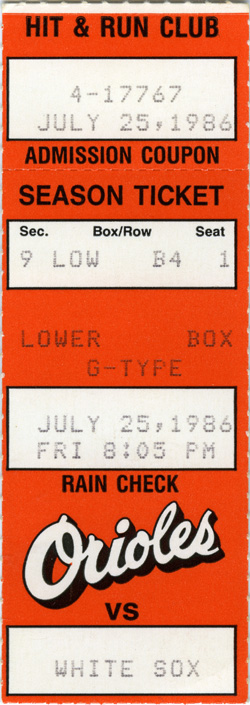 HIT & RUN CLUB
4-17767
JULY 25,1986
ADMISSION COUPON
SEASON TICKET
Sec. Box/Row Seat
9 LOW B4 1
LOWER BOX
G-TYPE
JULY 25,1986
FRI 8:05 PM
RAIN CHECK
Orioles
VS
WHITE SOX